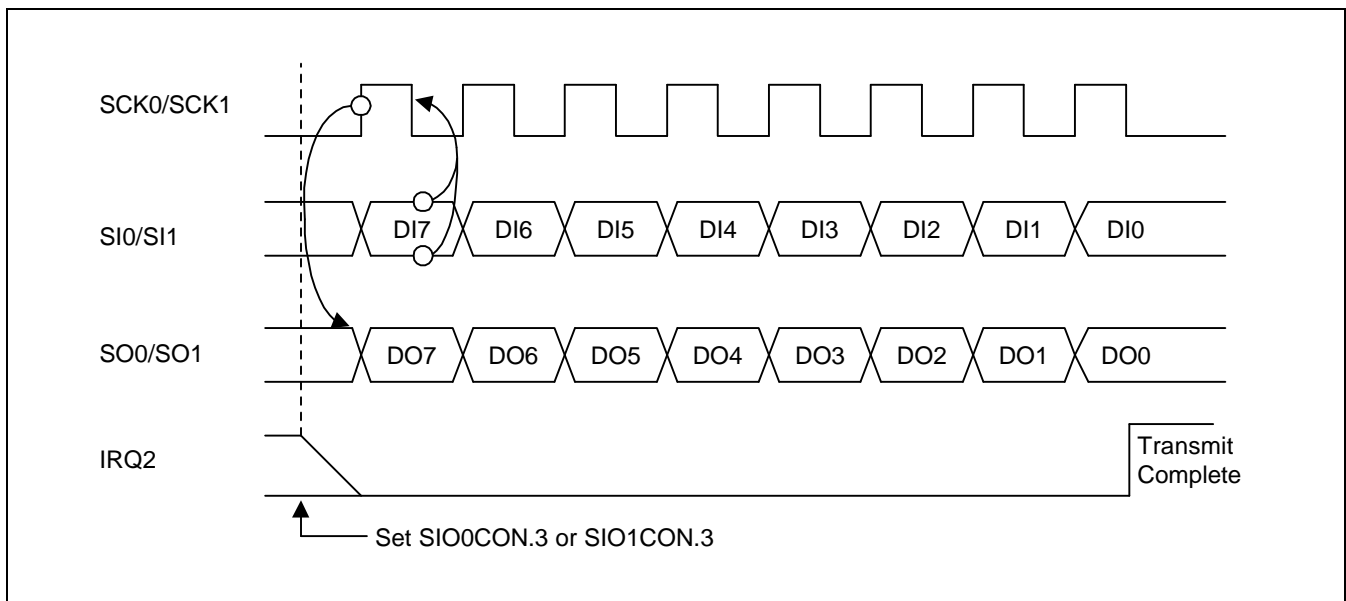 SCK0/SCK1
SI0/SI1
DI7 DI6 DI5 DI4 DI3 DI2 DI1 DI0
SO0/SO1
DO7 DO6 DO5 DO4 DO3 DO2 DO1 DO0
IRQ2
Transmit
Complete
Set SIO0CON.3 or SIO1CON.3